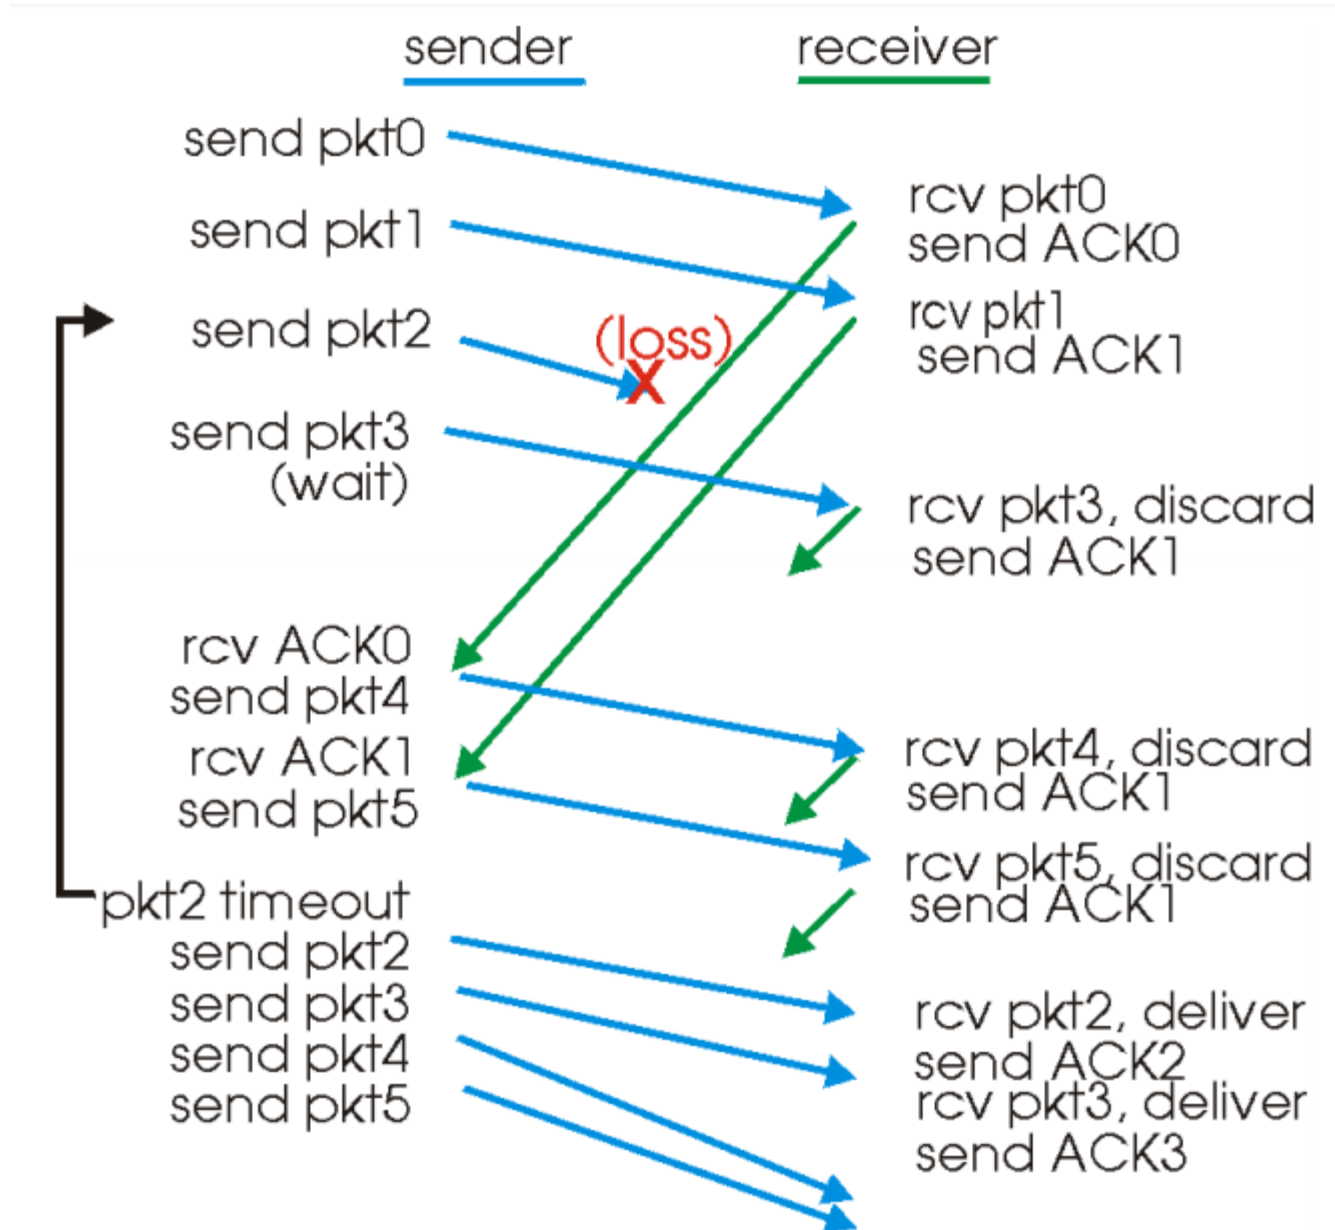 sender
receiver
send pkt0
send pkt1
send pkt2
send pkt3
(wait)
rcv ACK0
send pkt4
rcv ACK1
send pkt5
pkt2 timeout
send pkt2
send pkt3
send pkt4
send pkt5
(loss)
X
rcv pkt0
send ACK0
rcv pkt1
send ACK1
rcv pkt3, discard
send ACK1
rcv pkt4, discard
send ACK1
rcv pkt5, discard
send ACK1
rcv pkt2, deliver
send ACK2
rcv pkt3, deliver
send ACK3